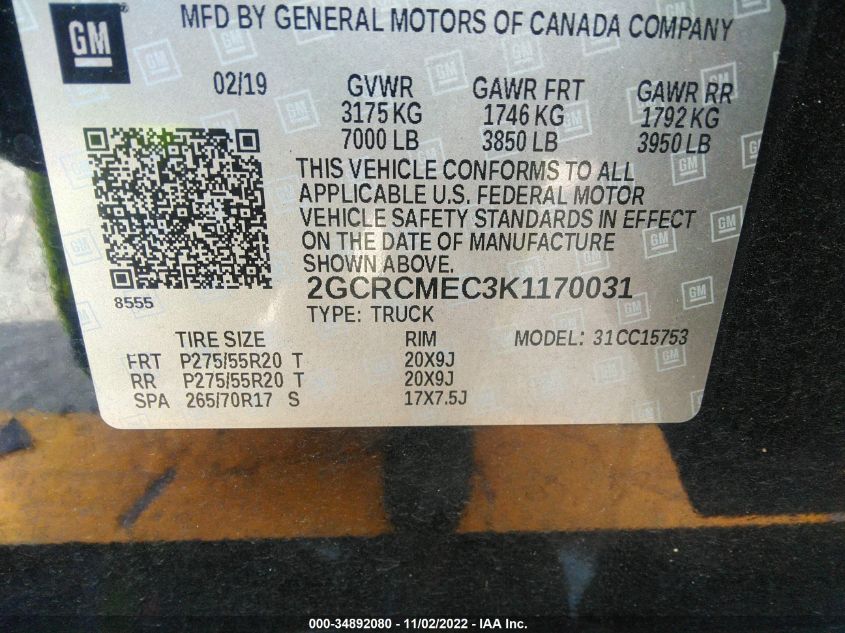 GM
MFD BY GENERAL MOTORS OF CANADA COMPANY
02/19 GVWR GAWR FRT GAWR RR
3175 KG 1746 KG 1792 KG
7000 LB 3850 LB 3950 LB
THIS VEHICLE CONFORMS TO ALL
APPLICABLE U.S. FEDERAL MOTOR
VEHICLE SAFETY STANDARDS IN EFFECT
ON THE DATE OF MANUFACTURE
SHOWN ABOVE.
8555
2GCRCMEC3K1170031
TYPE: TRUCK
TIRE SIZE RIM MODEL: 31CC15753
FRT P275/55R20 T 20X9J
RR P275/55R20 T 20X9J
SPA 265/70R17 S 17X7.5J
000-34892080 - 11/02/2022 - IAA Inc.